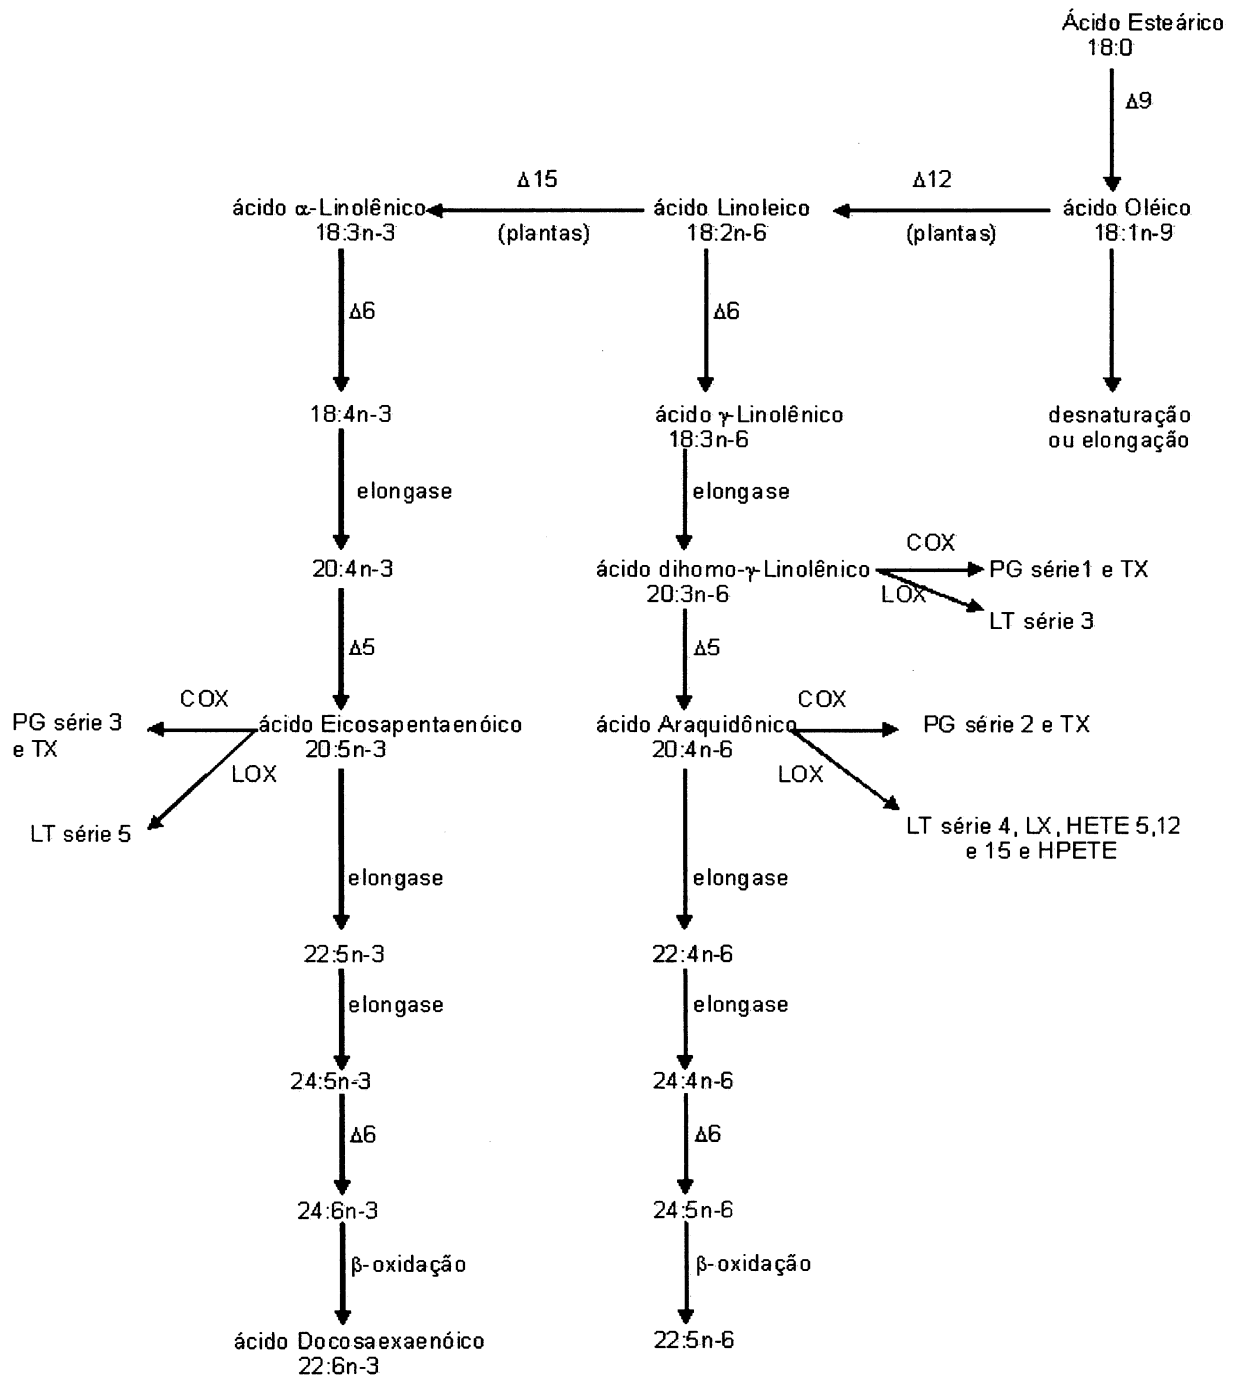 Ácido Esteárico
18:0
Δ9
Δ15
Δ12
ácido α-Linolênico
ácido Linoleico
ácido Oléico
18:3n-3
(plantas)
18:2n-6
(plantas)
18:1n-9
Δ6
Δ6
18:4n-3
ácido γ-Linolênico
18:3n-6
desnaturação
ou elongação
elongase
elongase
20:4n-3
ácido dihomo-γ-Linolênico
20:3n-6
COX
PG série1 e TX
LOX
LT série 3
Δ5
Δ5
COX
PG série 3
e TX
ácido Eicosapentaenóico
20:5n-3
LOX
LT série 5
ácido Araquidônico
20:4n-6
COX
PG série 2 e TX
LOX
LT série 4, LX, HETE 5,12
e 15 e HPETE
elongase
elongase
22:5n-3
22:4n-6
elongase
elongase
24:5n-3
24:4n-6
Δ6
Δ6
24:6n-3
24:5n-6
β-oxidação
β-oxidação
ácido Docosaexaenóico
22:6n-3
22:5n-6